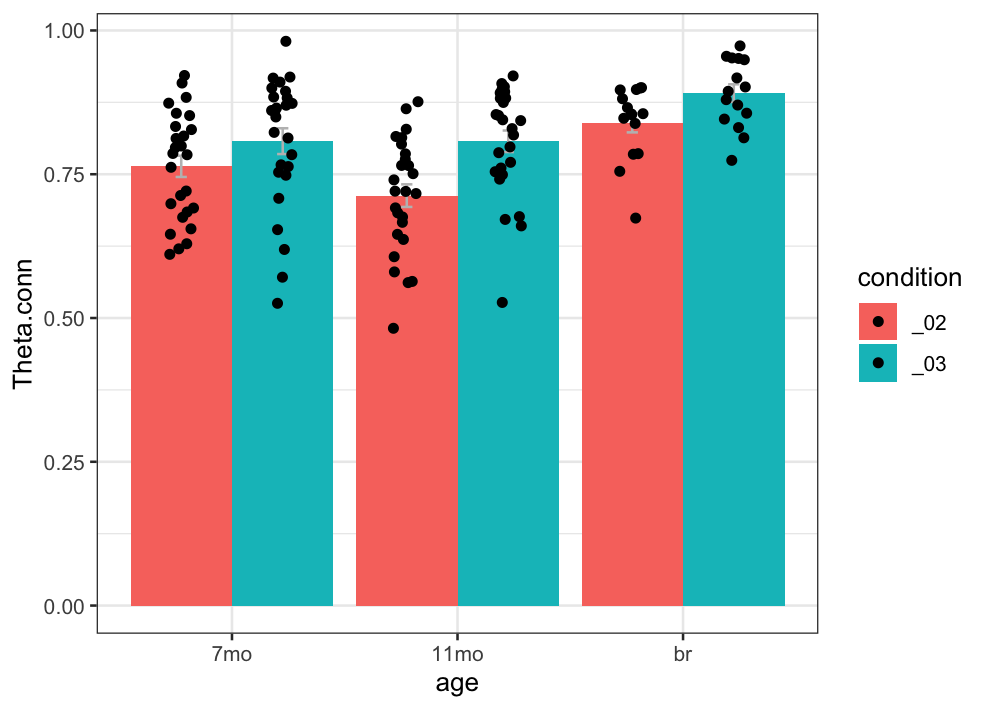 1.00
0.75
0.50
0.25
0.00
Theta.conn
7mo
11mo
br
age
condition
_02
_03